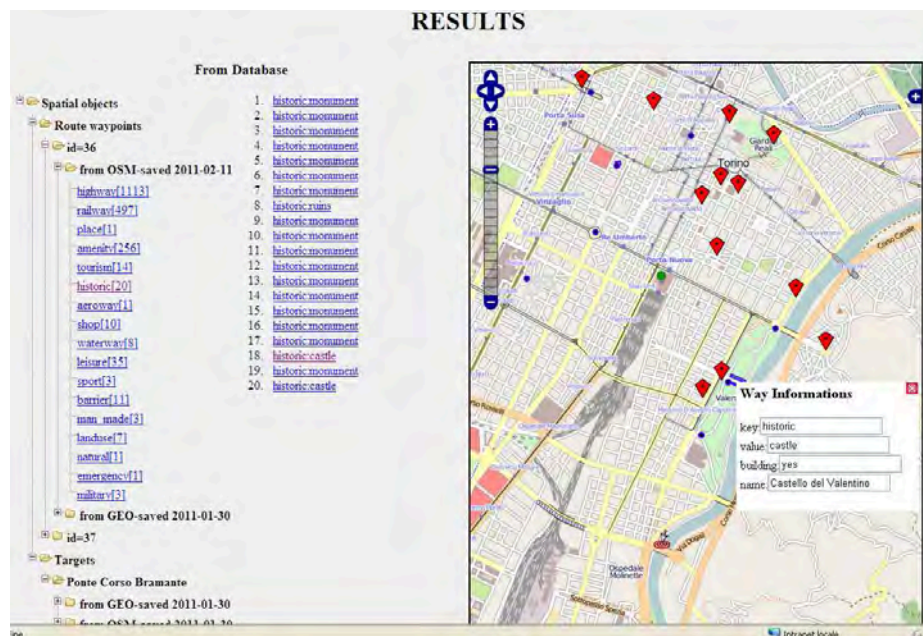 RESULTS
From Database
Spatial objects
Route waypoints
id=36
from OSM-saved 2011-02-11
highway[1113]
railway[497]
place[1]
amenity[256]
tourism[14]
historic[20]
aeroway[1]
shop[10]
waterway[8]
leisure[35]
sport[3]
barrier[11]
man_made[3]
landuse[7]
natural[1]
emergency[1]
military[3]
from GEO-saved 2011-01-30
id=37
Targets
Ponte Corso Bramante
from GEO-saved 2011-01-30
1. historic:monument
2. historic:monument
3. historic:monument
4. historic:monument
5. historic:monument
6. historic:monument
7. historic:monument
8. historic:ruins
9. historic:monument
10. historic:monument
11. historic:monument
12. historic:monument
13. historic:monument
14. historic:monument
15. historic:monument
16. historic:monument
17. historic:monument
18. historic:castle
19. historic:monument
20. historic:castle
Porta Susa
Torino
Vinzaglio
Re Umberto
Porta Nuova
Corso Casale
Way Informations
key: historic
value: castle
building: yes
name: Castello del Valentino
Ospedale
Molinette
Intranet locale